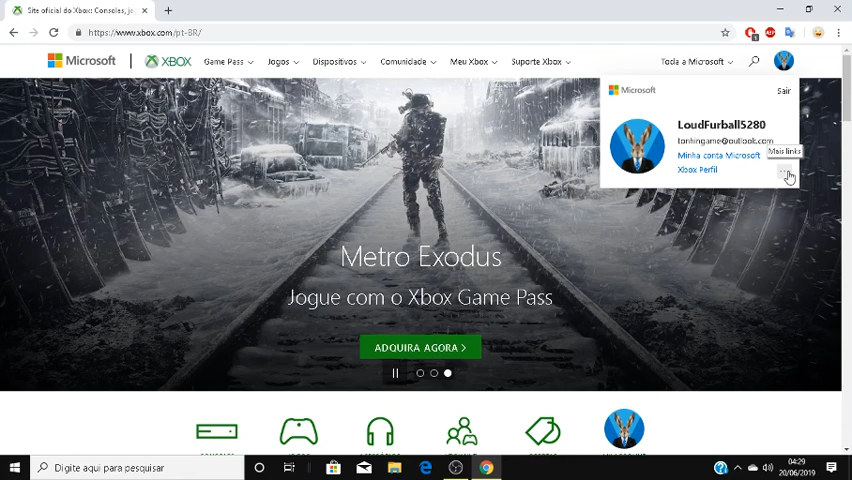 Site oficial do Xbox: Consoles, jo
https://www.xbox.com/pt-BR/
Microsoft XBOX Game Pass Jogos Dispositivos Comunidade Meu Xbox Suporte Xbox Toda a Microsoft
Microsoft Sair
LoudFurball5280
toniingame@outlook.com
Mais links
Minha conta Microsoft
Xbox Perfil
Metro Exodus
Jogue com o Xbox Game Pass
ADQUIRA AGORA
Digite aqui para pesquisar
04:29
20/06/2019